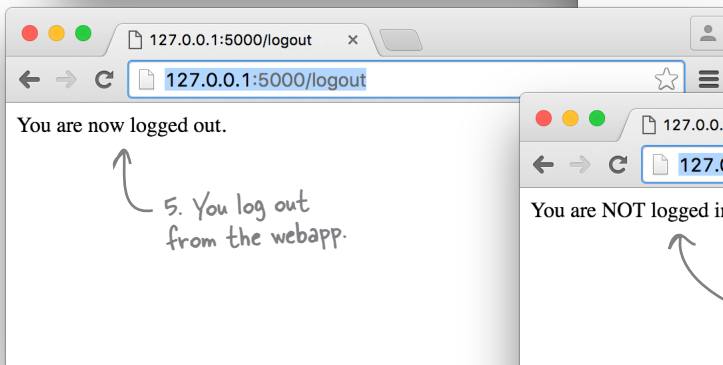 127.0.0.1:5000/logout
127.0.0.1:5000/logout
You are now logged out.
5. You log out
from the webapp.
127.0.0.
127.
You are NOT logged in